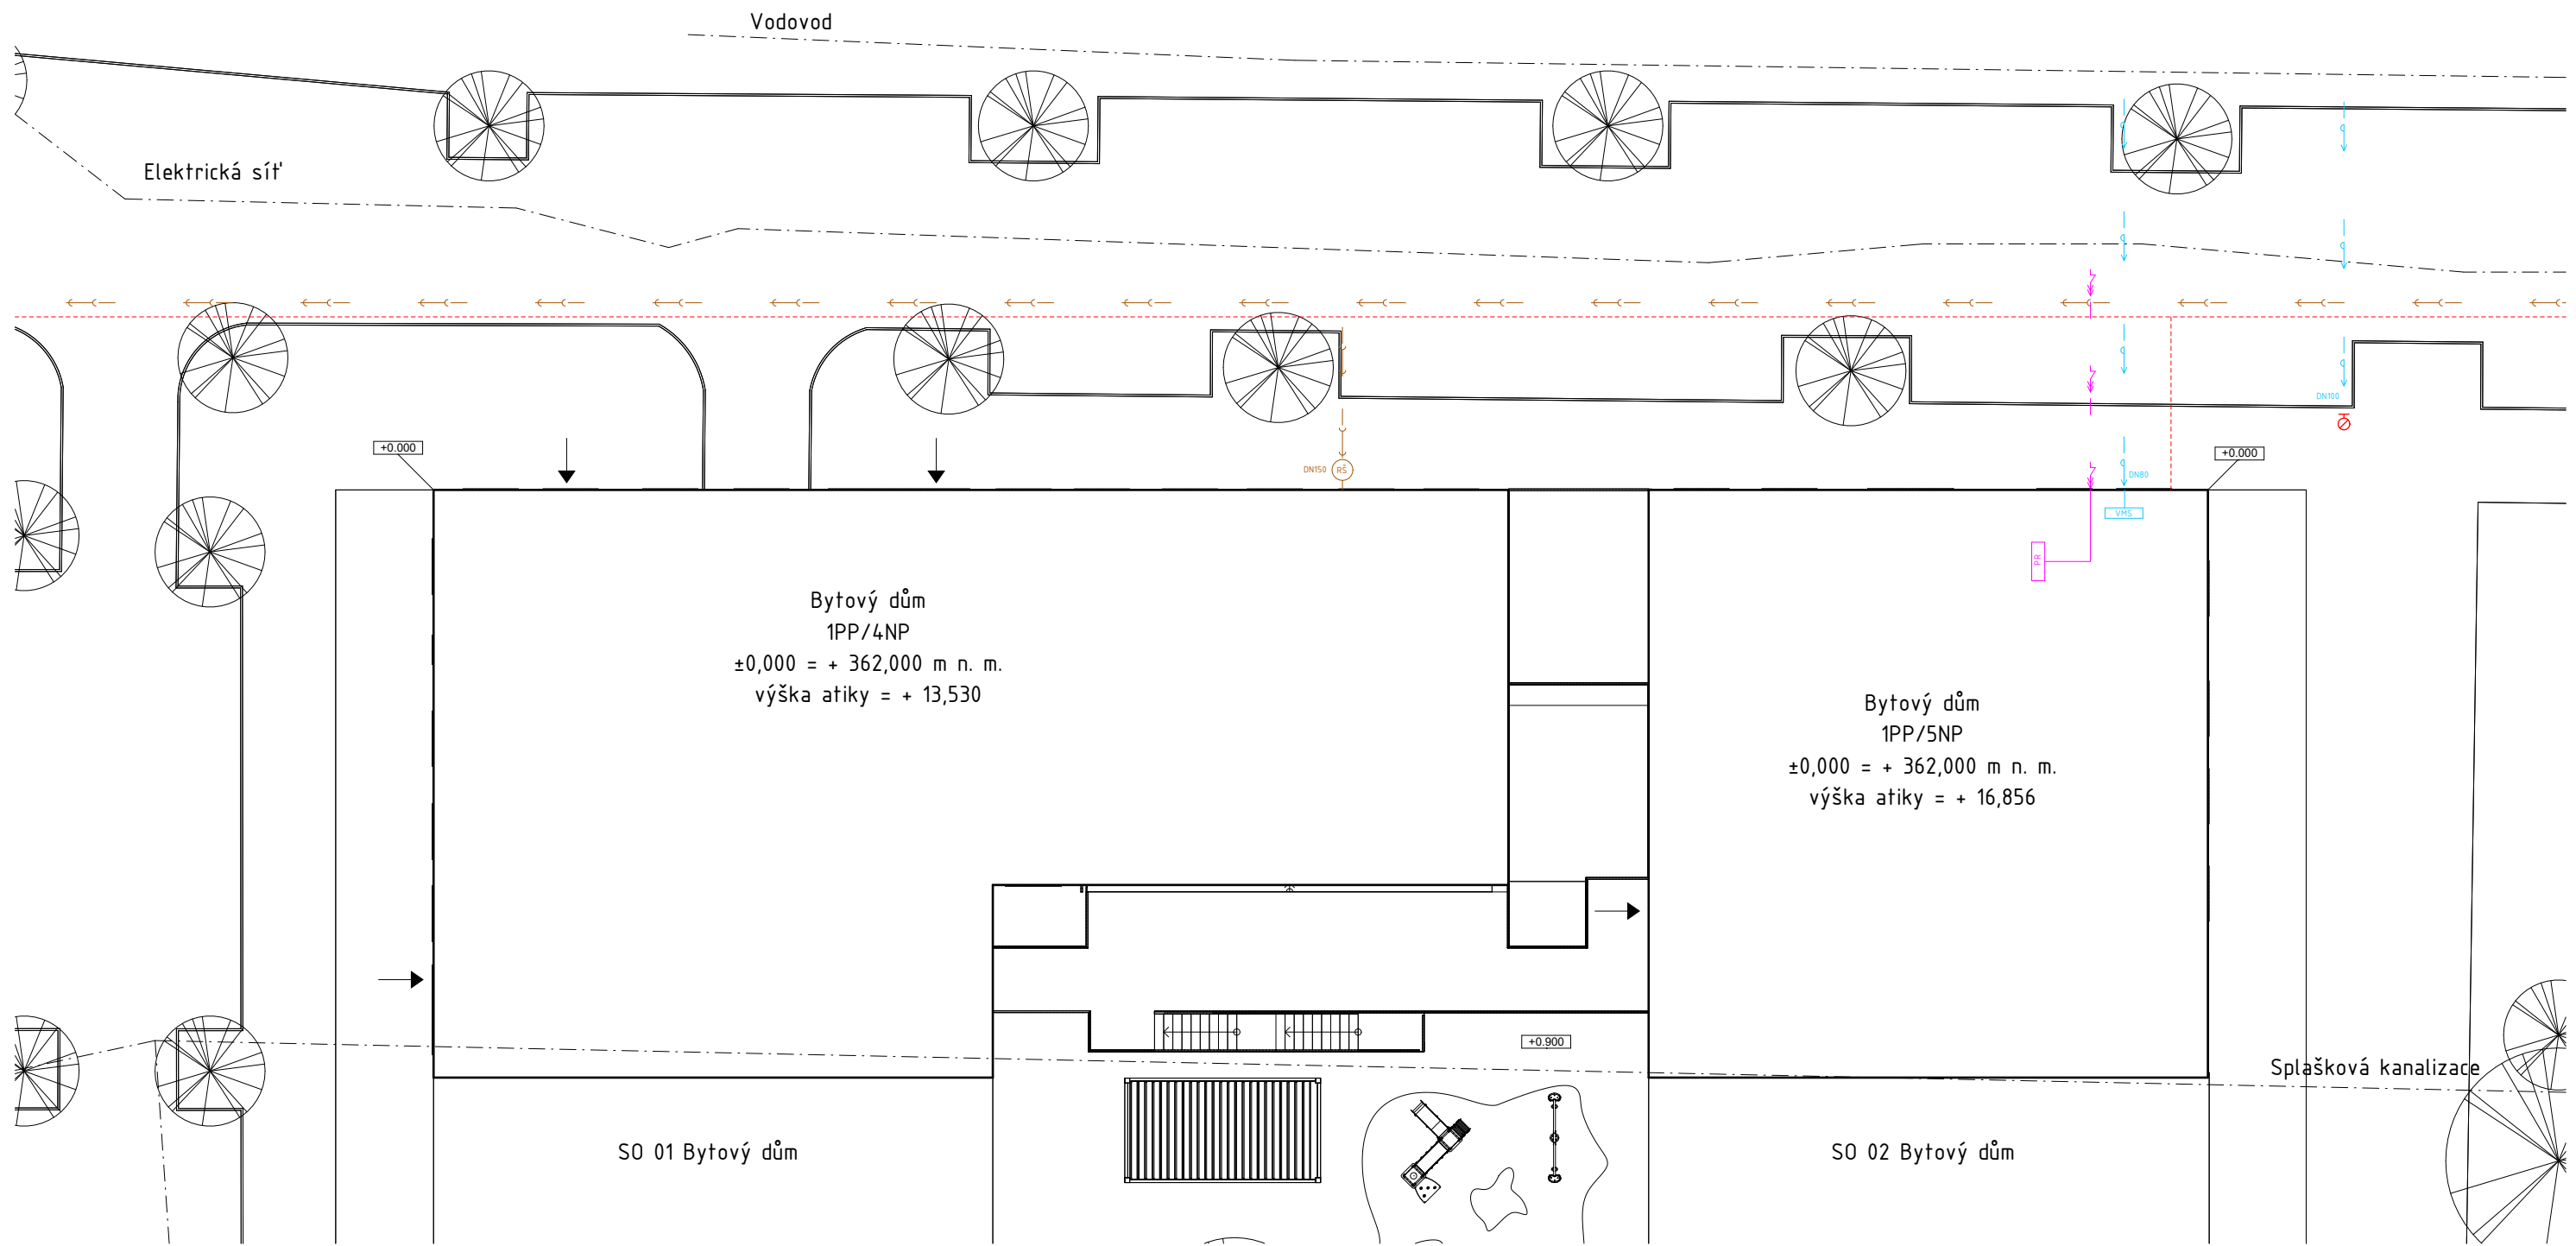 Vodovod
Elektrická síť
DN100
H
+0.000
+0.000
DN150
RŠ
DN80
VMS
PR
Bytový dům
1PP/4NP
±0,000 = + 362,000 m n. m.
výška atiky = + 13,530
Bytový dům
1PP/5NP
±0,000 = + 362,000 m n. m.
výška atiky = + 16,856
+0.900
Splašková kanalizace
SO 01 Bytový dům
SO 02 Bytový dům